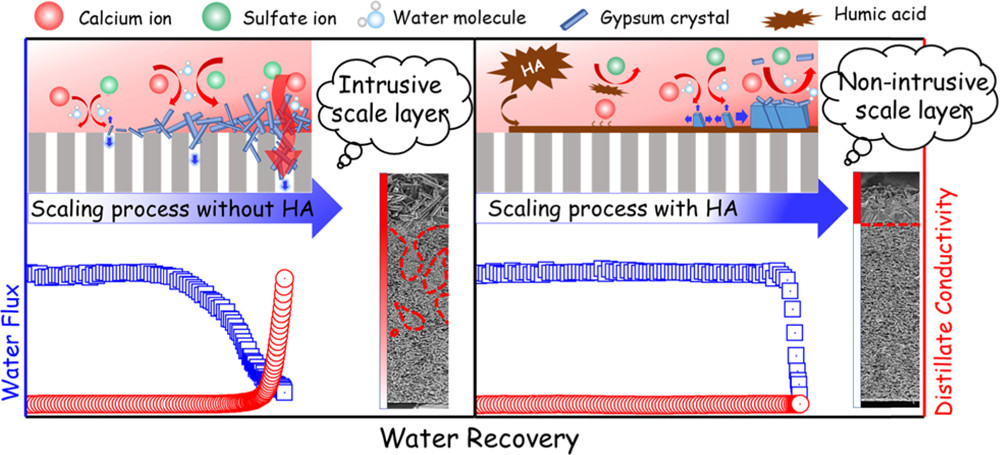 Calcium ion
Sulfate ion
Water molecule
Gypsum crystal
Humic acid
Intrusive
scale layer
HA
Non-intrusive
scale layer
Scaling process without HA
Scaling process with HA
Water Flux
Distillate Conductivity
Water Recovery